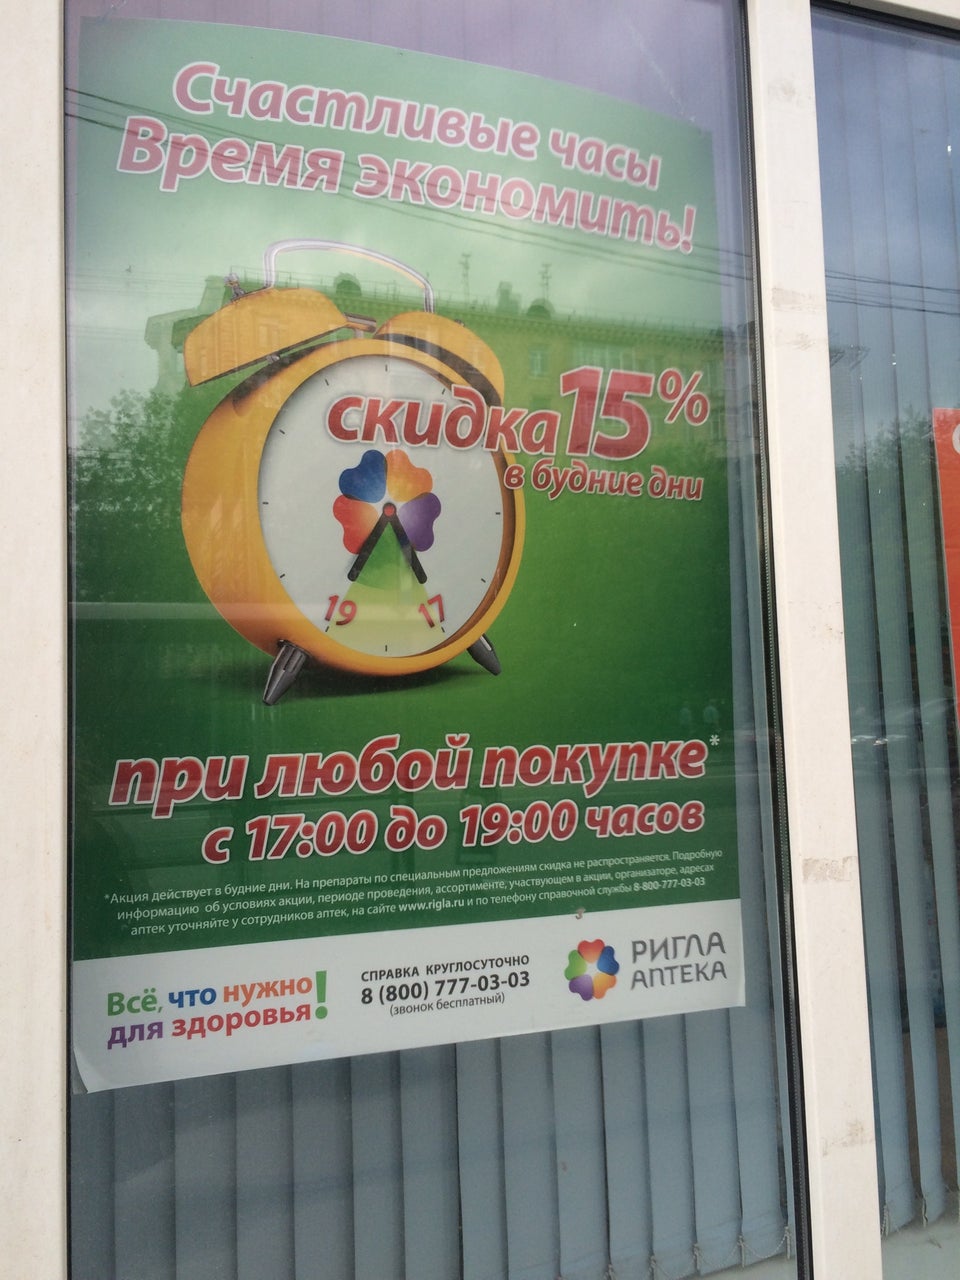 Счастливые часы
Время экономить!
скидка 15%
в будние дни
19 17
при любой покупке*
с 17:00 до 19:00 часов
*Акция действует в будние дни. На препараты по специальным предложениям скидка не распространяется. Подробную
информацию об условиях акции, периоде проведения, ассортименте, участвующем в акции, организаторе, адресах
аптек уточняйте у сотрудников аптек, на сайте www.rigla.ru и по телефону справочной службы 8-800-777-03-03
Всё, что нужно
для здоровья!
СПРАВКА КРУГЛОСУТОЧНО
8 (800) 777-03-03
(звонок бесплатный)
РИГЛА
АПТЕКА